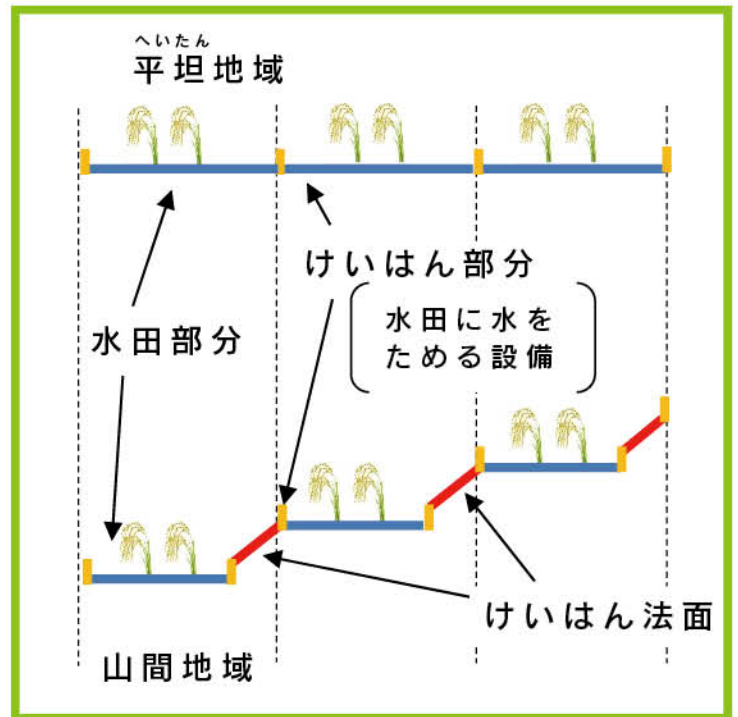 へいたん
平坦地域
けいはん部分
水田に水を
ためる設備
水田部分
けいはん法面
山間地域